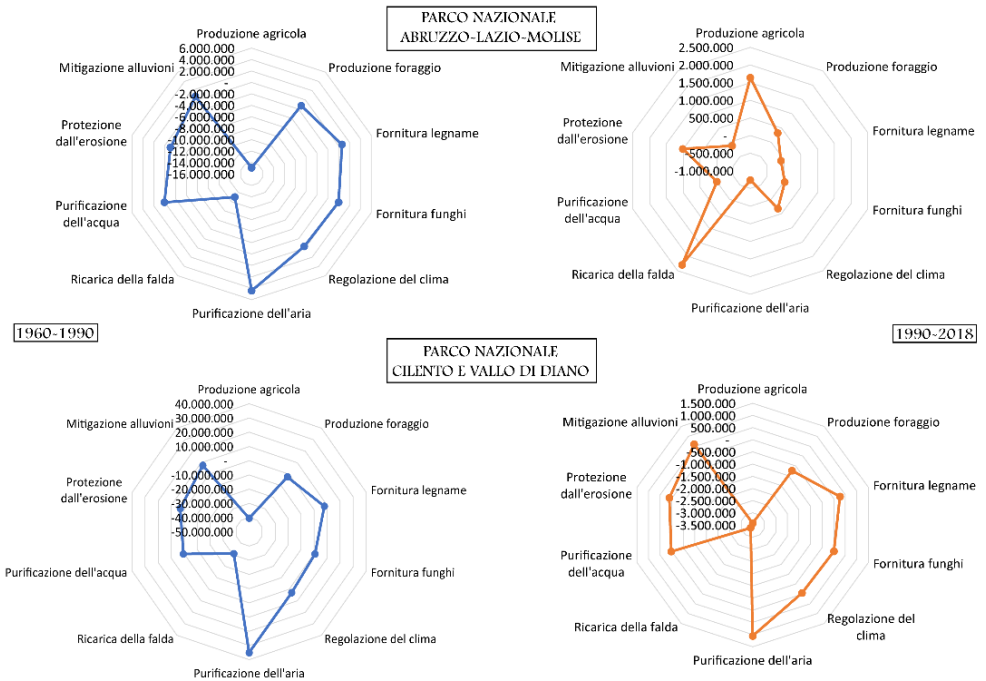 PARCO NAZIONALE
ABRUZZO-LAZIO-MOLISE
Produzione agricola
6.000.000
4.000.000
2.000.000
-
-2.000.000
-4.000.000
-6.000.000
-8.000.000
-10.000.000
-12.000.000
-14.000.000
-16.000.000
Mitigazione alluvioni
Produzione foraggio
Protezione
dall'erosione
Fornitura legname
Purificazione
dell'acqua
Fornitura funghi
Ricarica della falda
Regolazione del clima
Purificazione dell'aria
Produzione agricola
2.500.000
2.000.000
1.500.000
1.000.000
500.000
-
-500.000
-1.000.000
Mitigazione alluvioni
Produzione foraggio
Protezione
dall'erosione
Fornitura legname
Purificazione
dell'acqua
Fornitura funghi
Ricarica della falda
Regolazione del clima
Purificazione dell'aria
1960-1990
1990-2018
PARCO NAZIONALE
CILENTO E VALLO DI DIANO
Produzione agricola
40.000.000
30.000.000
20.000.000
10.000.000
-
-10.000.000
-20.000.000
-30.000.000
-40.000.000
-50.000.000
Mitigazione alluvioni
Produzione foraggio
Protezione
dall'erosione
Fornitura legname
Purificazione dell'acqua
Fornitura funghi
Ricarica della falda
Regolazione del clima
Purificazione dell'aria
Produzione agricola
1.500.000
1.000.000
500.000
-
-500.000
-1.000.000
-1.500.000
-2.000.000
-2.500.000
-3.000.000
-3.500.000
Mitigazione alluvioni
Produzione foraggio
Protezione
dall'erosione
Fornitura legname
Purificazione
dell'acqua
Fornitura funghi
Ricarica della falda
Regolazione del
clima
Purificazione dell'aria